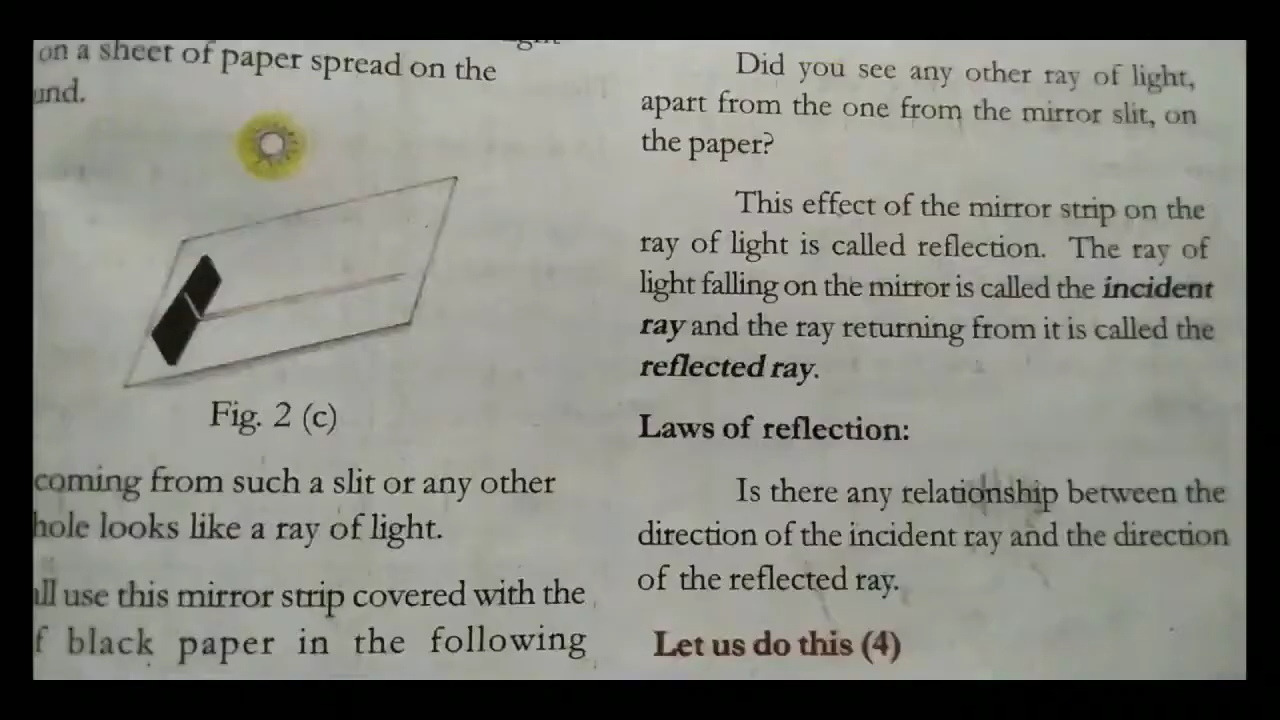 on a sheet of paper spread on the
und.
Fig. 2 (c)
coming from such a slit or any other
hole looks like a ray of light.
all use this mirror strip covered with the
f black paper in the following
Did you see any other ray of light,
apart from the one from the mirror slit, on
the paper?
This effect of the mirror strip on the
ray of light is called reflection. The ray of
light falling on the mirror is called the incident
ray and the ray returning from it is called the
reflected ray.
Laws of reflection:
Is there any relationship between the
direction of the incident ray and the direction
of the reflected ray.
Let us do this (4)